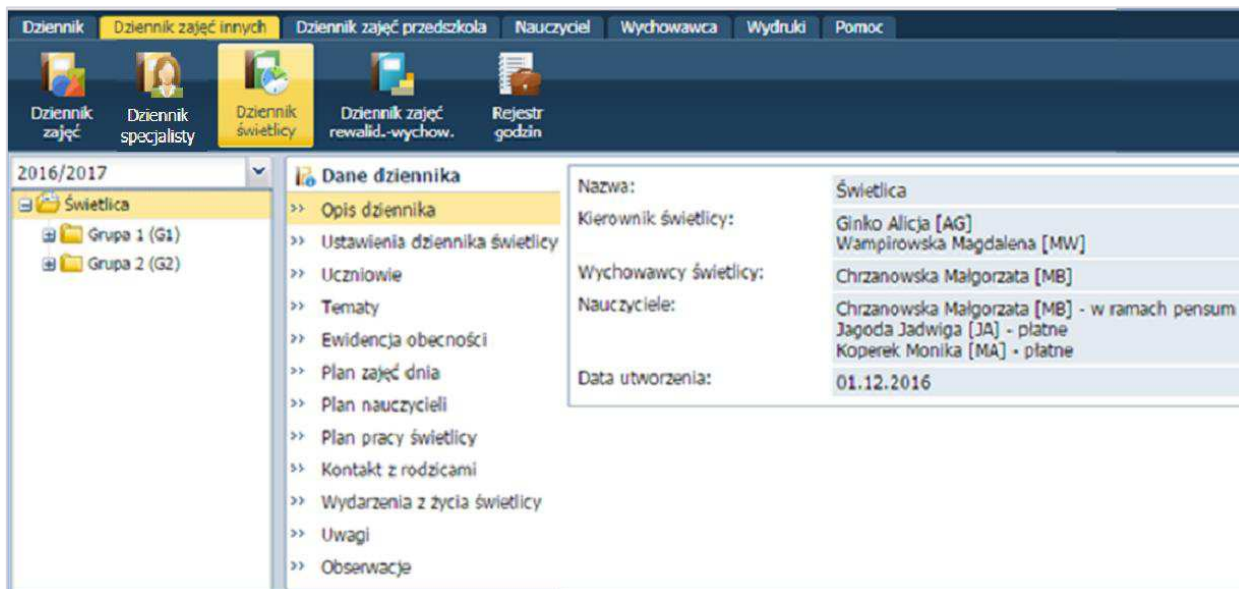 Dziennik Dziennik zajęć innych Dziennik zajęć przedszkola Nauczyciel Wychowawca Wydruki Pomoc
Dziennik zajęć
Dziennik specjalisty
Dziennik świetlicy
Dziennik zajęć rewalid.-wychow.
Rejestr godzin
2016/2017
Świetlica
Grupa 1 (G1)
Grupa 2 (G2)
Dane dziennika
Opis dziennika
Ustawienia dziennika świetlicy
Uczniowie
Tematy
Ewidencja obecności
Plan zajęć dnia
Plan nauczycieli
Plan pracy świetlicy
Kontakt z rodzicami
Wydarzenia z życia świetlicy
Uwagi
Obserwacje
Nazwa: Świetlica
Kierownik świetlicy: Ginko Alicja [AG]
Wampirowska Magdalena [MW]
Wychowawcy świetlicy: Chrzanowska Małgorzata [MB]
Nauczyciele: Chrzanowska Małgorzata [MB] - w ramach pensum
Jagoda Jadwiga [JA] - płatne
Koperek Monika [MA] - płatne
Data utworzenia: 01.12.2016